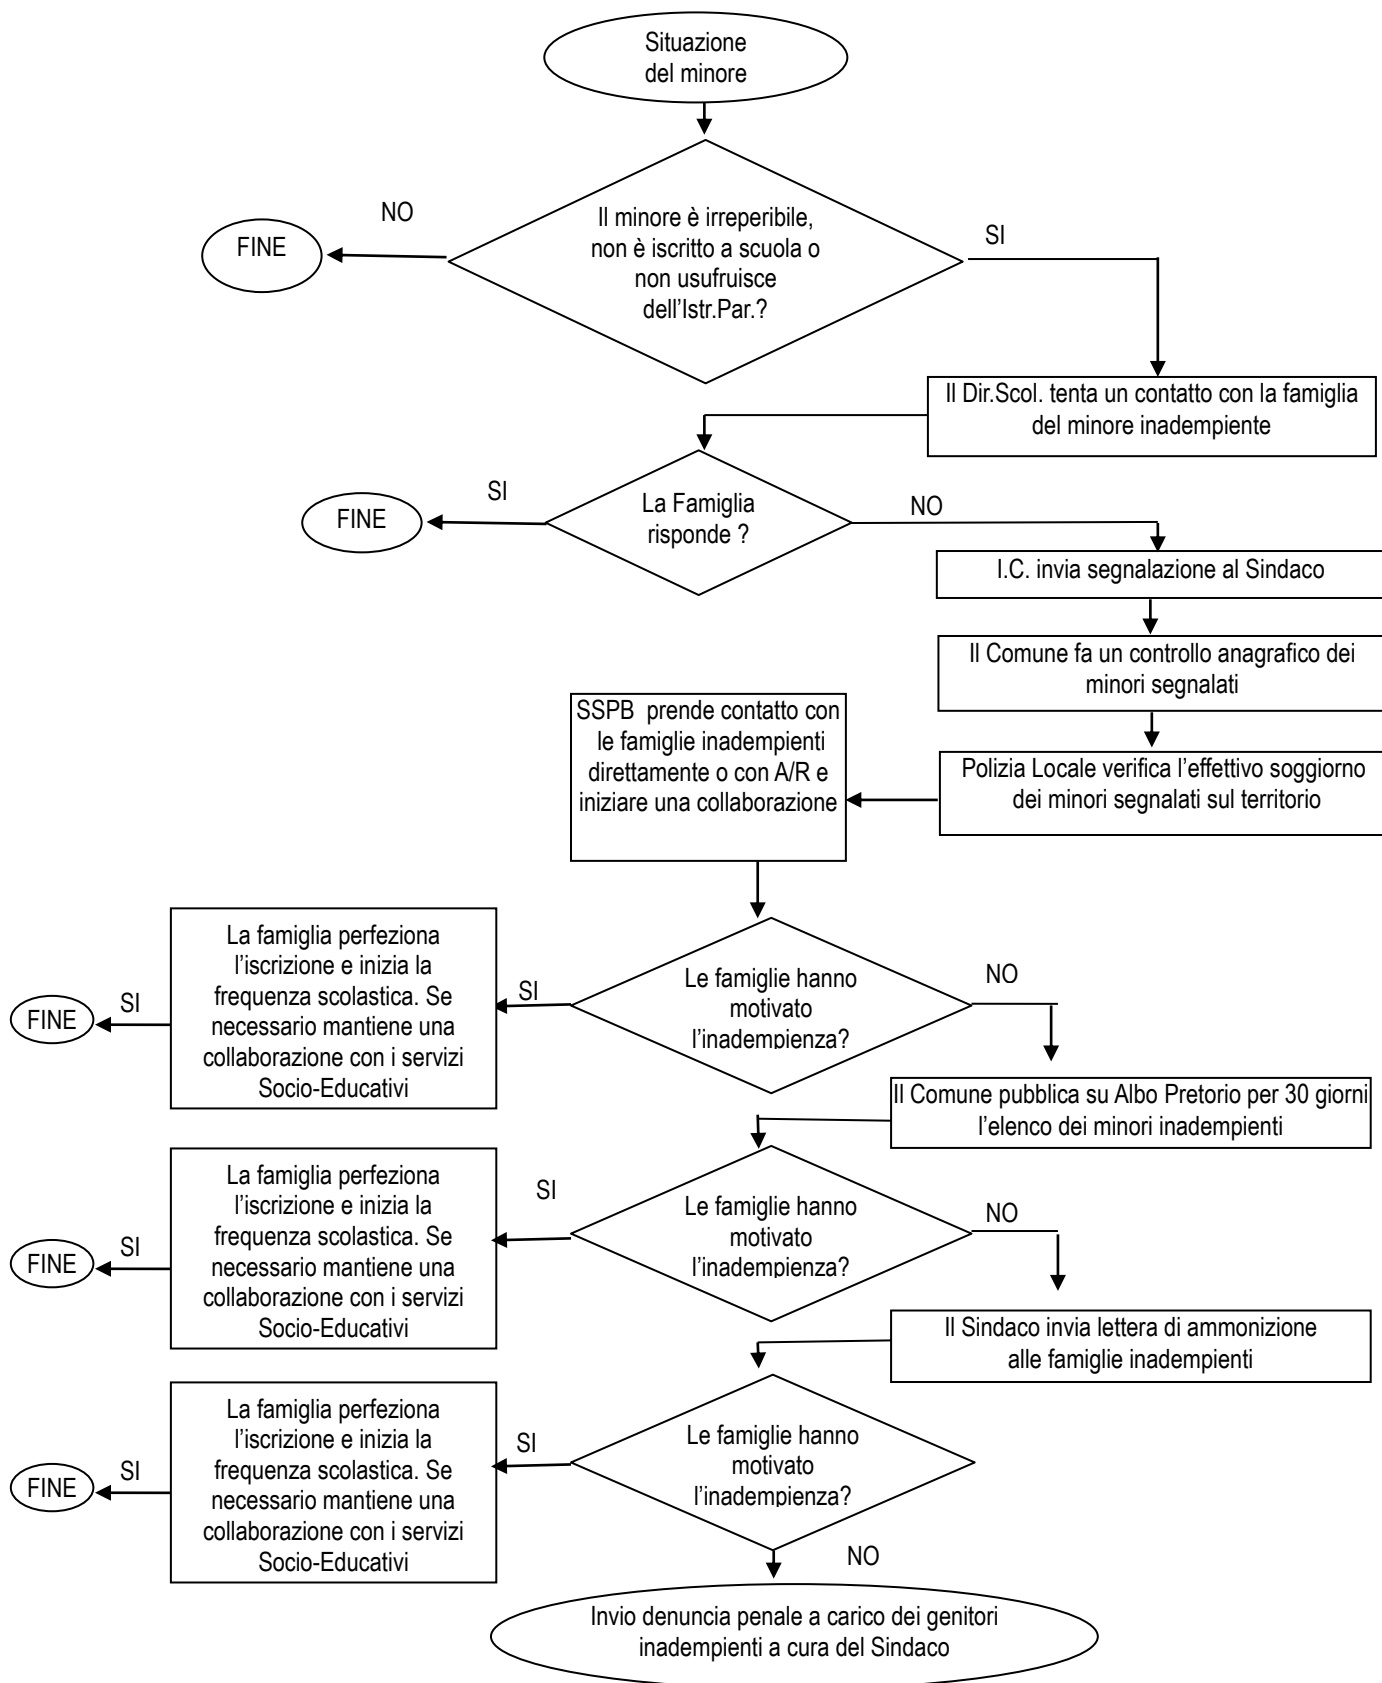 Situazione
del minore
NO
Il minore è irreperibile,
non è iscritto a scuola o
non usufruisce
dell'Istr.Par.?
SI
FINE
Il Dir.Scol. tenta un contatto con la famiglia
del minore inadempiente
SI
La Famiglia
risponde ?
NO
FINE
I.C. invia segnalazione al Sindaco
Il Comune fa un controllo anagrafico dei
minori segnalati
SSPB prende contatto con
le famiglie inadempienti
direttamente o con A/R e
iniziare una collaborazione
Polizia Locale verifica l'effettivo soggiorno
dei minori segnalati sul territorio
La famiglia perfeziona
l'iscrizione e inizia la
frequenza scolastica. Se
necessario mantiene una
collaborazione con i servizi
Socio-Educativi
Le famiglie hanno
motivato
l'inadempienza?
NO
SI
SI
FINE
Il Comune pubblica su Albo Pretorio per 30 giorni
l'elenco dei minori inadempienti
La famiglia perfeziona
l'iscrizione e inizia la
frequenza scolastica. Se
necessario mantiene una
collaborazione con i servizi
Socio-Educativi
SI
Le famiglie hanno
motivato
l'inadempienza?
NO
SI
FINE
Il Sindaco invia lettera di ammonizione
alle famiglie inadempienti
La famiglia perfeziona
l'iscrizione e inizia la
frequenza scolastica. Se
necessario mantiene una
collaborazione con i servizi
Socio-Educativi
SI
Le famiglie hanno
motivato
l'inadempienza?
SI
FINE
NO
Invio denuncia penale a carico dei genitori
inadempienti a cura del Sindaco